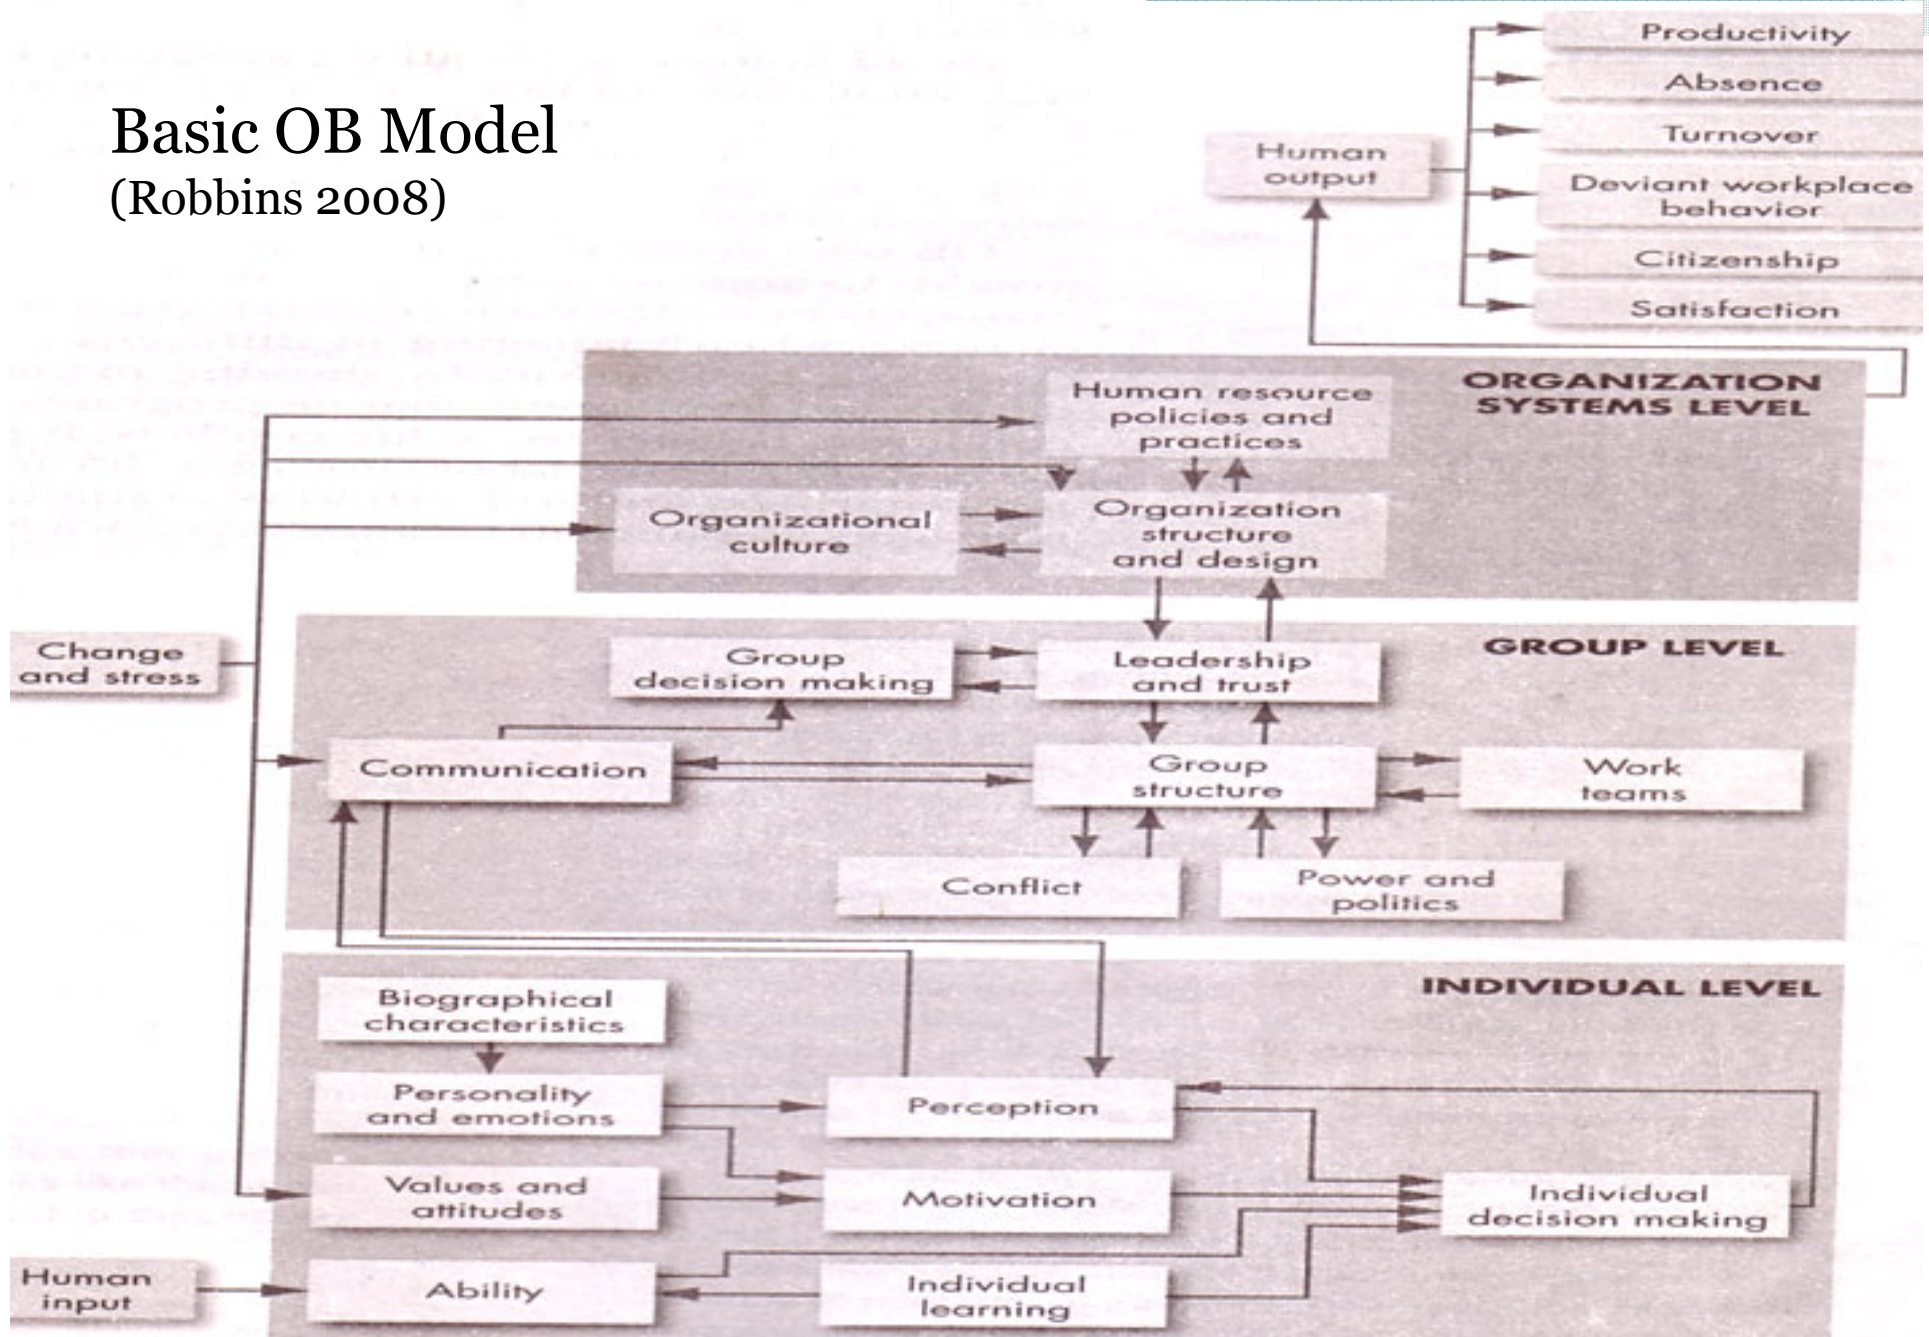 Basic OB Model
(Robbins 2008)
Productivity
Absence
Turnover
Deviant workplace
behavior
Citizenship
Satisfaction
Human
output
ORGANIZATION
SYSTEMS LEVEL
Human resource
policies and
practices
Organizational
culture
Organization
structure
and design
GROUP LEVEL
Change
and stress
Group
decision making
Leadership
and trust
Communication
Group
structure
Work
teams
Conflict
Power and
politics
INDIVIDUAL LEVEL
Biographical
characteristics
Personality
and emotions
Perception
Values and
attitudes
Motivation
Individual
decision making
Human
input
Ability
Individual
learning